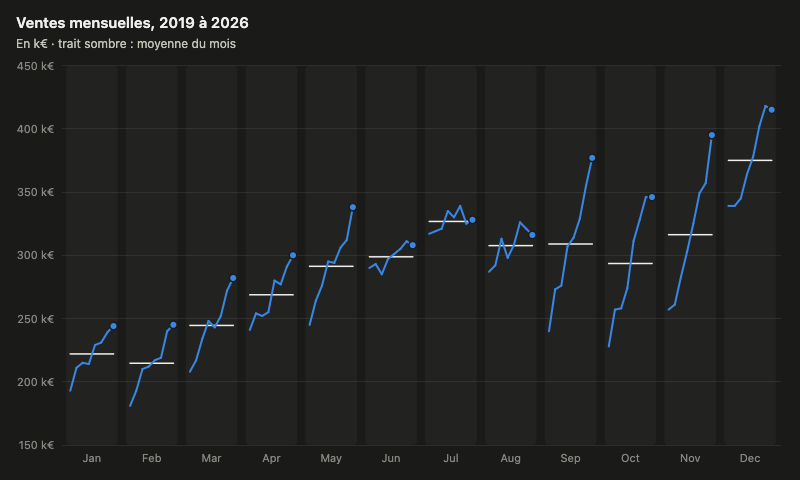 Ventes mensuelles, 2019 à 2026
En k€ · trait sombre : moyenne du mois
450 k€
400 k€
350 k€
300 k€
250 k€
200 k€
150 k€
Jan Feb Mar Apr May Jun Jul Aug Sep Oct Nov Dec